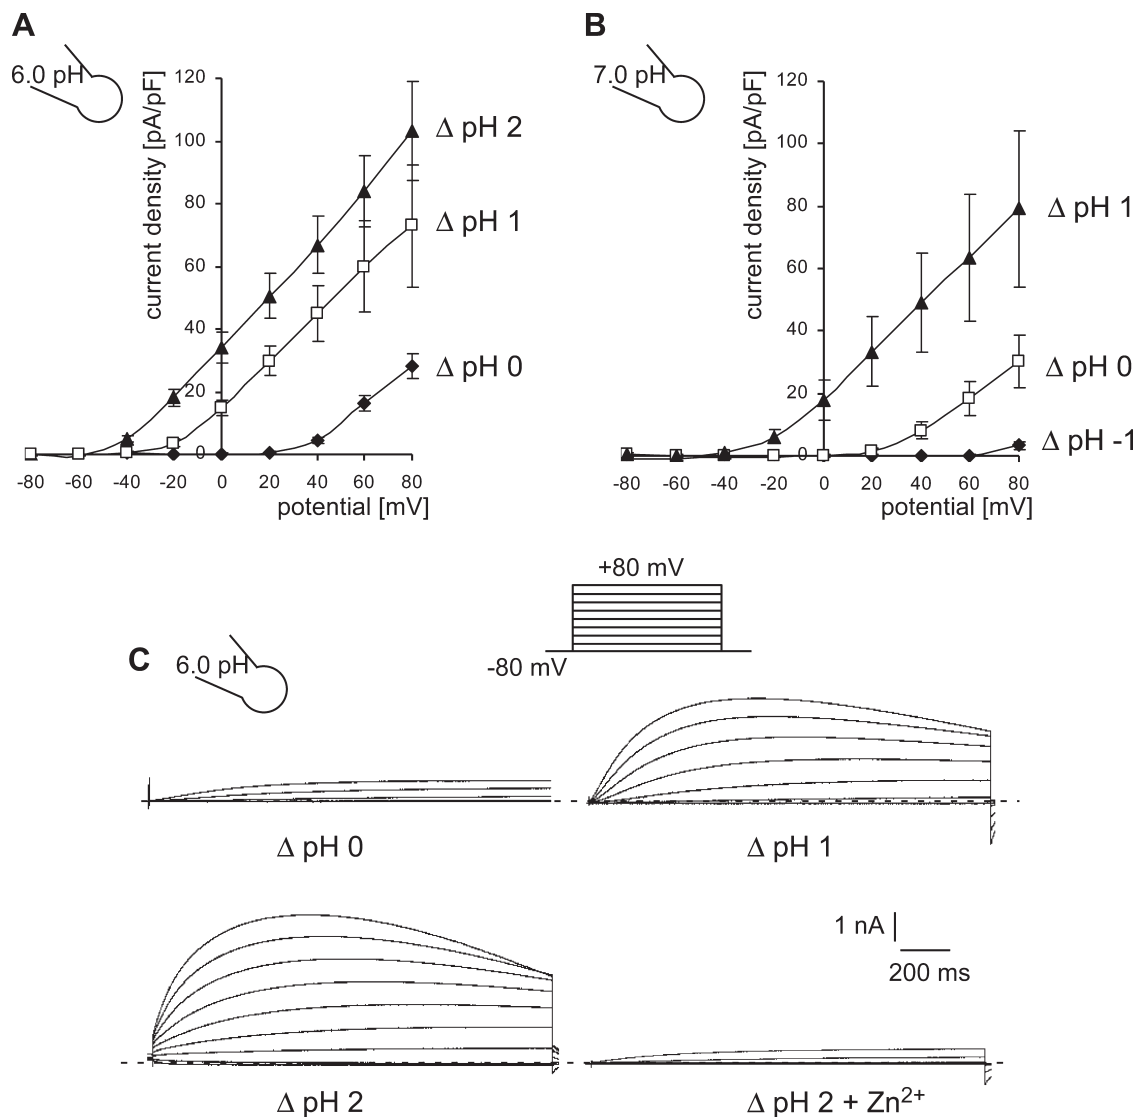 A
6.0 pH
current density [pA/pF]
120
100
80
60
40
20
0
-80 -60 -40 -20 0 20 40 60 80
potential [mV]
Δ pH 2
Δ pH 1
Δ pH 0
B
7.0 pH
current density [pA/pF]
120
100
80
60
40
20
0
-80 -60 -40 -20 0 20 40 60 80
potential [mV]
Δ pH 1
Δ pH 0
Δ pH -1
C
6.0 pH
+80 mV
-80 mV
Δ pH 0
Δ pH 1
1 nA
200 ms
Δ pH 2
Δ pH 2 + Zn²⁺